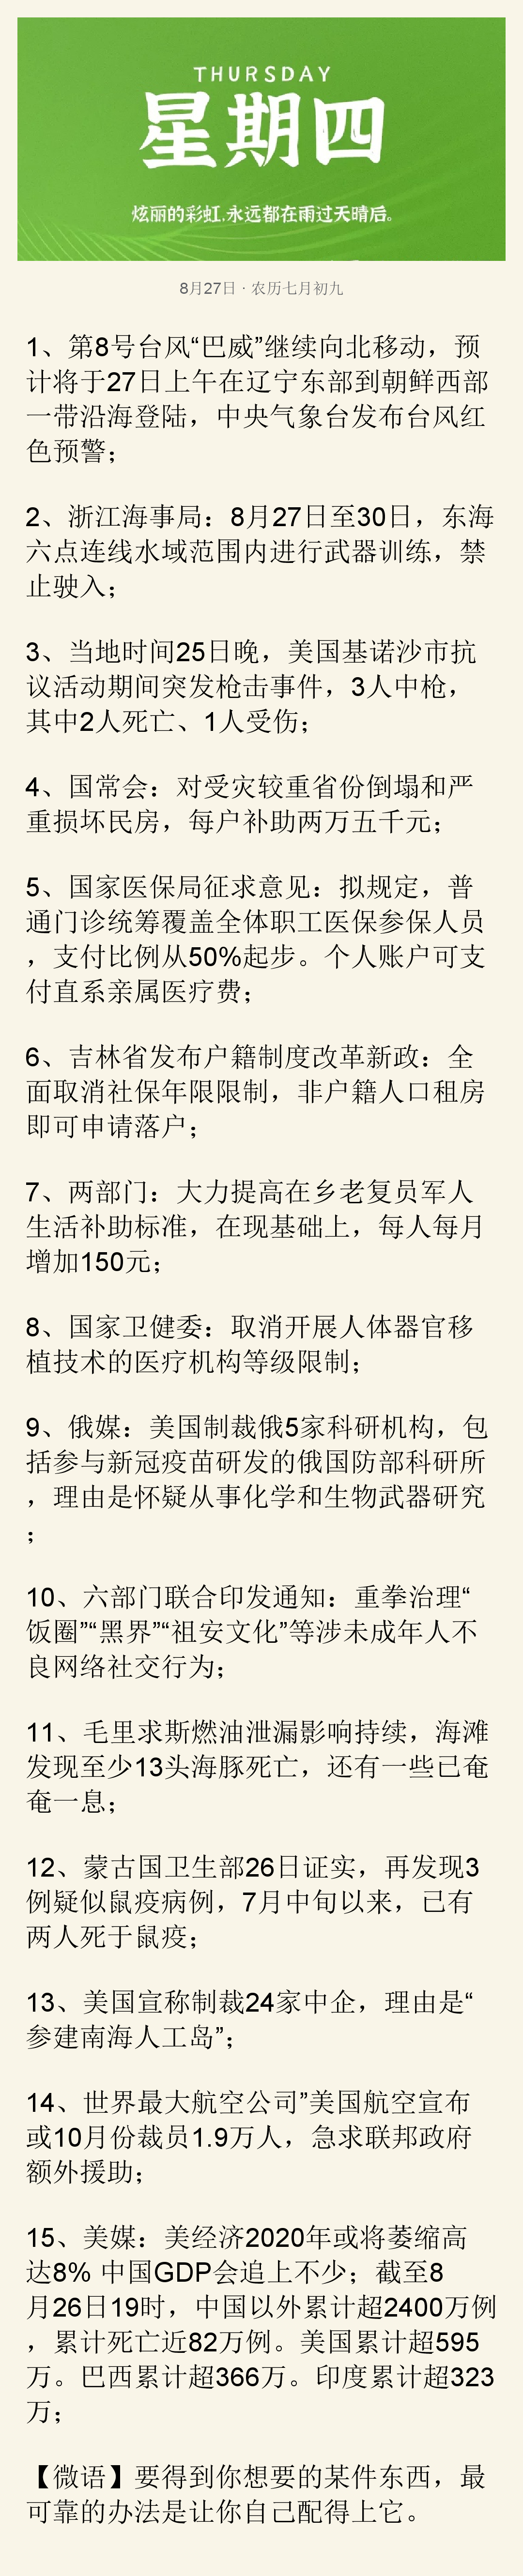 THURSDAY
星期四
炫丽的彩虹,永远都在雨过天晴后。
8月27日 · 农历七月初九
1、第8号台风“巴威”继续向北移动，预
计将于27日上午在辽宁东部到朝鲜西部
一带沿海登陆，中央气象台发布台风红
色预警；
2、浙江海事局：8月27日至30日，东海
六点连线水域范围内进行武器训练，禁
止驶入；
3、当地时间25日晚，美国基诺沙市抗
议活动期间突发枪击事件，3人中枪，
其中2人死亡、1人受伤；
4、国常会：对受灾较重省份倒塌和严
重损坏民房，每户补助两万五千元；
5、国家医保局征求意见：拟规定，普
通门诊统筹覆盖全体职工医保参保人员
，支付比例从50%起步。个人账户可支
付直系亲属医疗费；
6、吉林省发布户籍制度改革新政：全
面取消社保年限限制，非户籍人口租房
即可申请落户；
7、两部门：大力提高在乡老复员军人
生活补助标准，在现基础上，每人每月
增加150元；
8、国家卫健委：取消开展人体器官移
植技术的医疗机构等级限制；
9、俄媒：美国制裁俄5家科研机构，包
括参与新冠疫苗研发的俄国防部科研所
，理由是怀疑从事化学和生物武器研究
；
10、六部门联合印发通知：重拳治理“
饭圈”“黑界”“祖安文化”等涉未成年人不
良网络社交行为；
11、毛里求斯燃油泄漏影响持续，海滩
发现至少13头海豚死亡，还有一些已奄
奄一息；
12、蒙古国卫生部26日证实，再发现3
例疑似鼠疫病例，7月中旬以来，已有
两人死于鼠疫；
13、美国宣称制裁24家中企，理由是“
参建南海人工岛”；
14、世界最大航空公司”美国航空宣布
或10月份裁员1.9万人，急求联邦政府
额外援助；
15、美媒：美经济2020年或将萎缩高
达8% 中国GDP会追上不少；截至8
月26日19时，中国以外累计超2400万例
，累计死亡近82万例。美国累计超595
万。巴西累计超366万。印度累计超323
万；
【微语】要得到你想要的某件东西，最
可靠的办法是让你自己配得上它。